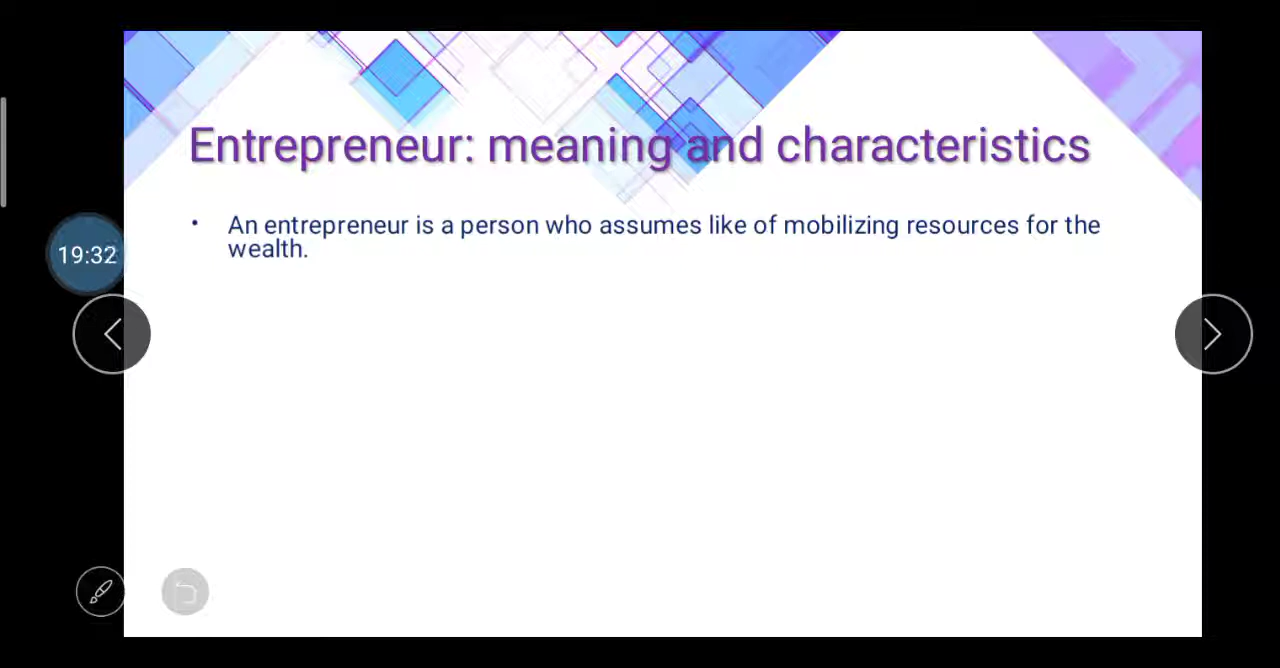 Entrepreneur: meaning and characteristics
• An entrepreneur is a person who assumes like of mobilizing resources for the
wealth.
19:32